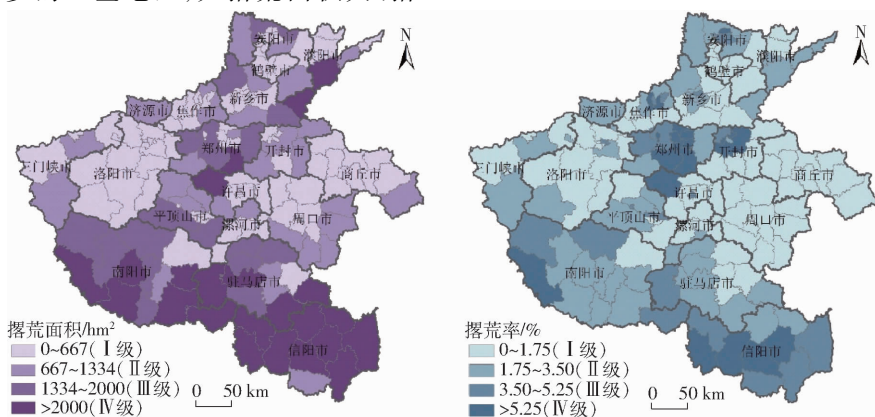 N
安阳市
濮阳市
鹤壁市
新乡市
焦作市
济源市
郑州市
开封市
三门峡市
洛阳市
商丘市
许昌市
平顶山市
漯河市
周口市
南阳市
驻马店市
信阳市
撂荒面积/hm²
0~667(Ⅰ级)
667~1334(Ⅱ级)
1334~2000(Ⅲ级)
>2000(Ⅳ级)
0 50 km
N
安阳市
濮阳市
鹤壁市
新乡市
焦作市
济源市
郑州市
开封市
三门峡市
洛阳市
商丘市
许昌市
平顶山市
漯河市
周口市
南阳市
驻马店市
信阳市
撂荒率/%
0~1.75(Ⅰ级)
1.75~3.50(Ⅱ级)
3.50~5.25(Ⅲ级)
>5.25(Ⅳ级)
0 50 km